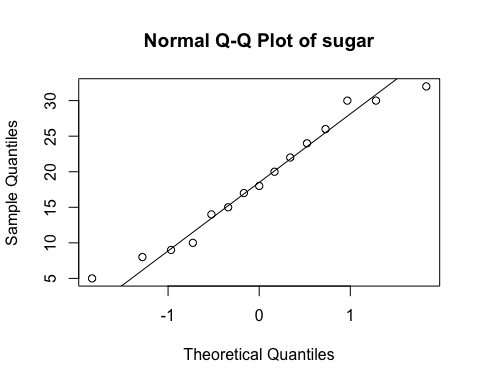 Normal Q-Q Plot of sugar
Sample Quantiles
30
25
20
15
10
5
-1 0 1
Theoretical Quantiles